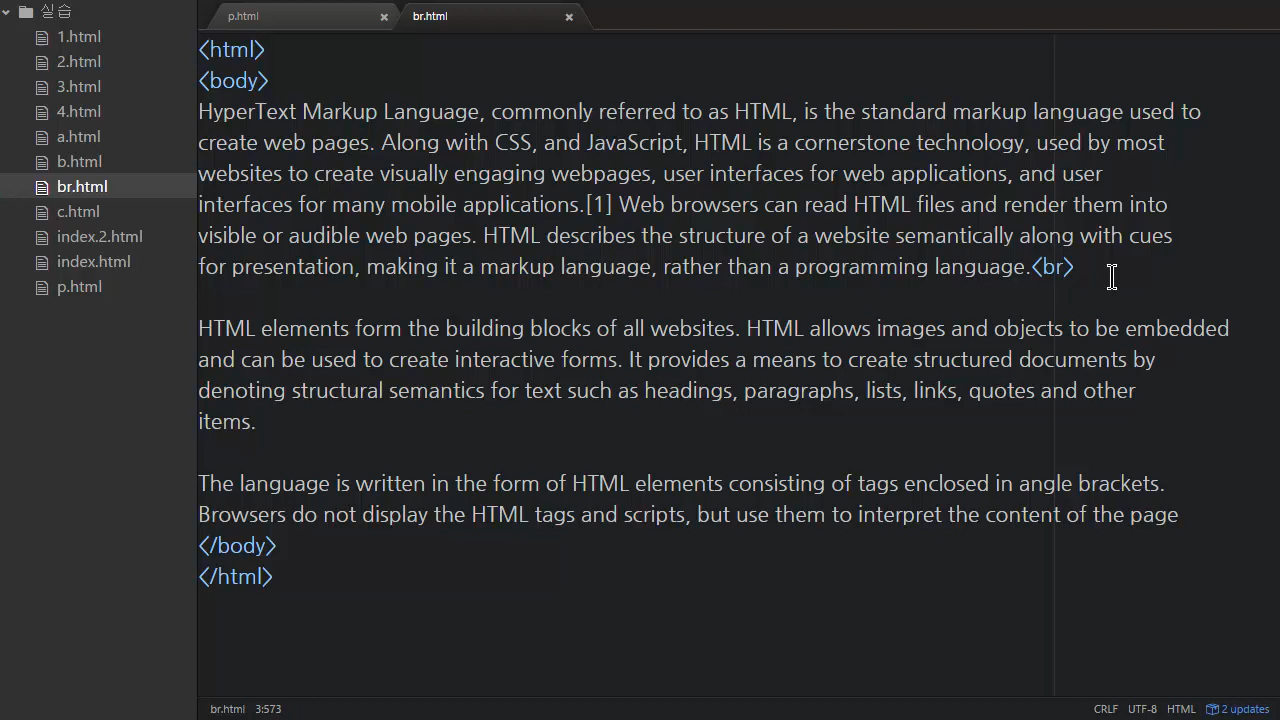 실습
1.html
2.html
3.html
4.html
a.html
b.html
br.html
c.html
index.2.html
index.html
p.html
p.html
br.html
<html>
<body>
HyperText Markup Language, commonly referred to as HTML, is the standard markup language used to
create web pages. Along with CSS, and JavaScript, HTML is a cornerstone technology, used by most
websites to create visually engaging webpages, user interfaces for web applications, and user
interfaces for many mobile applications.[1] Web browsers can read HTML files and render them into
visible or audible web pages. HTML describes the structure of a website semantically along with cues
for presentation, making it a markup language, rather than a programming language.<br>
HTML elements form the building blocks of all websites. HTML allows images and objects to be embedded
and can be used to create interactive forms. It provides a means to create structured documents by
denoting structural semantics for text such as headings, paragraphs, lists, links, quotes and other
items.
The language is written in the form of HTML elements consisting of tags enclosed in angle brackets.
Browsers do not display the HTML tags and scripts, but use them to interpret the content of the page
</body>
</html>
br.html 3:573
CRLF UTF-8 HTML 2 updates